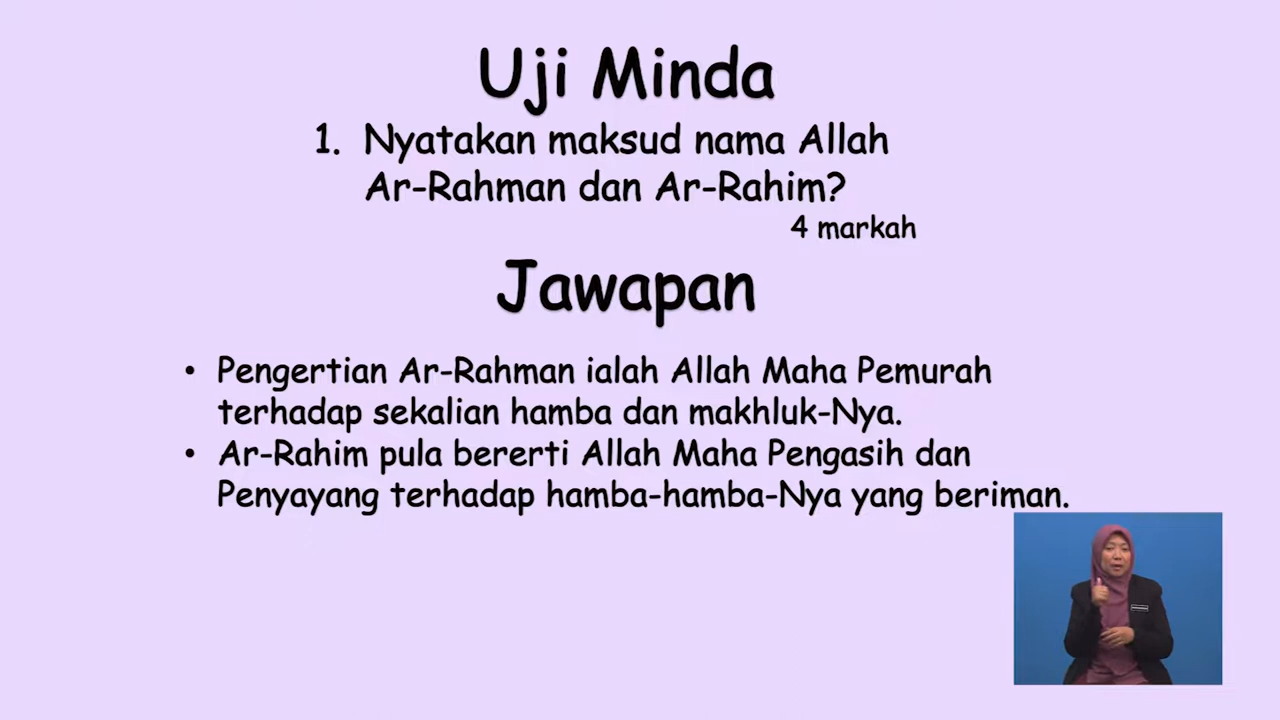 Uji Minda
1. Nyatakan maksud nama Allah
Ar-Rahman dan Ar-Rahim?
4 markah
Jawapan
• Pengertian Ar-Rahman ialah Allah Maha Pemurah
terhadap sekalian hamba dan makhluk-Nya.
• Ar-Rahim pula bererti Allah Maha Pengasih dan
Penyayang terhadap hamba-hamba-Nya yang beriman.